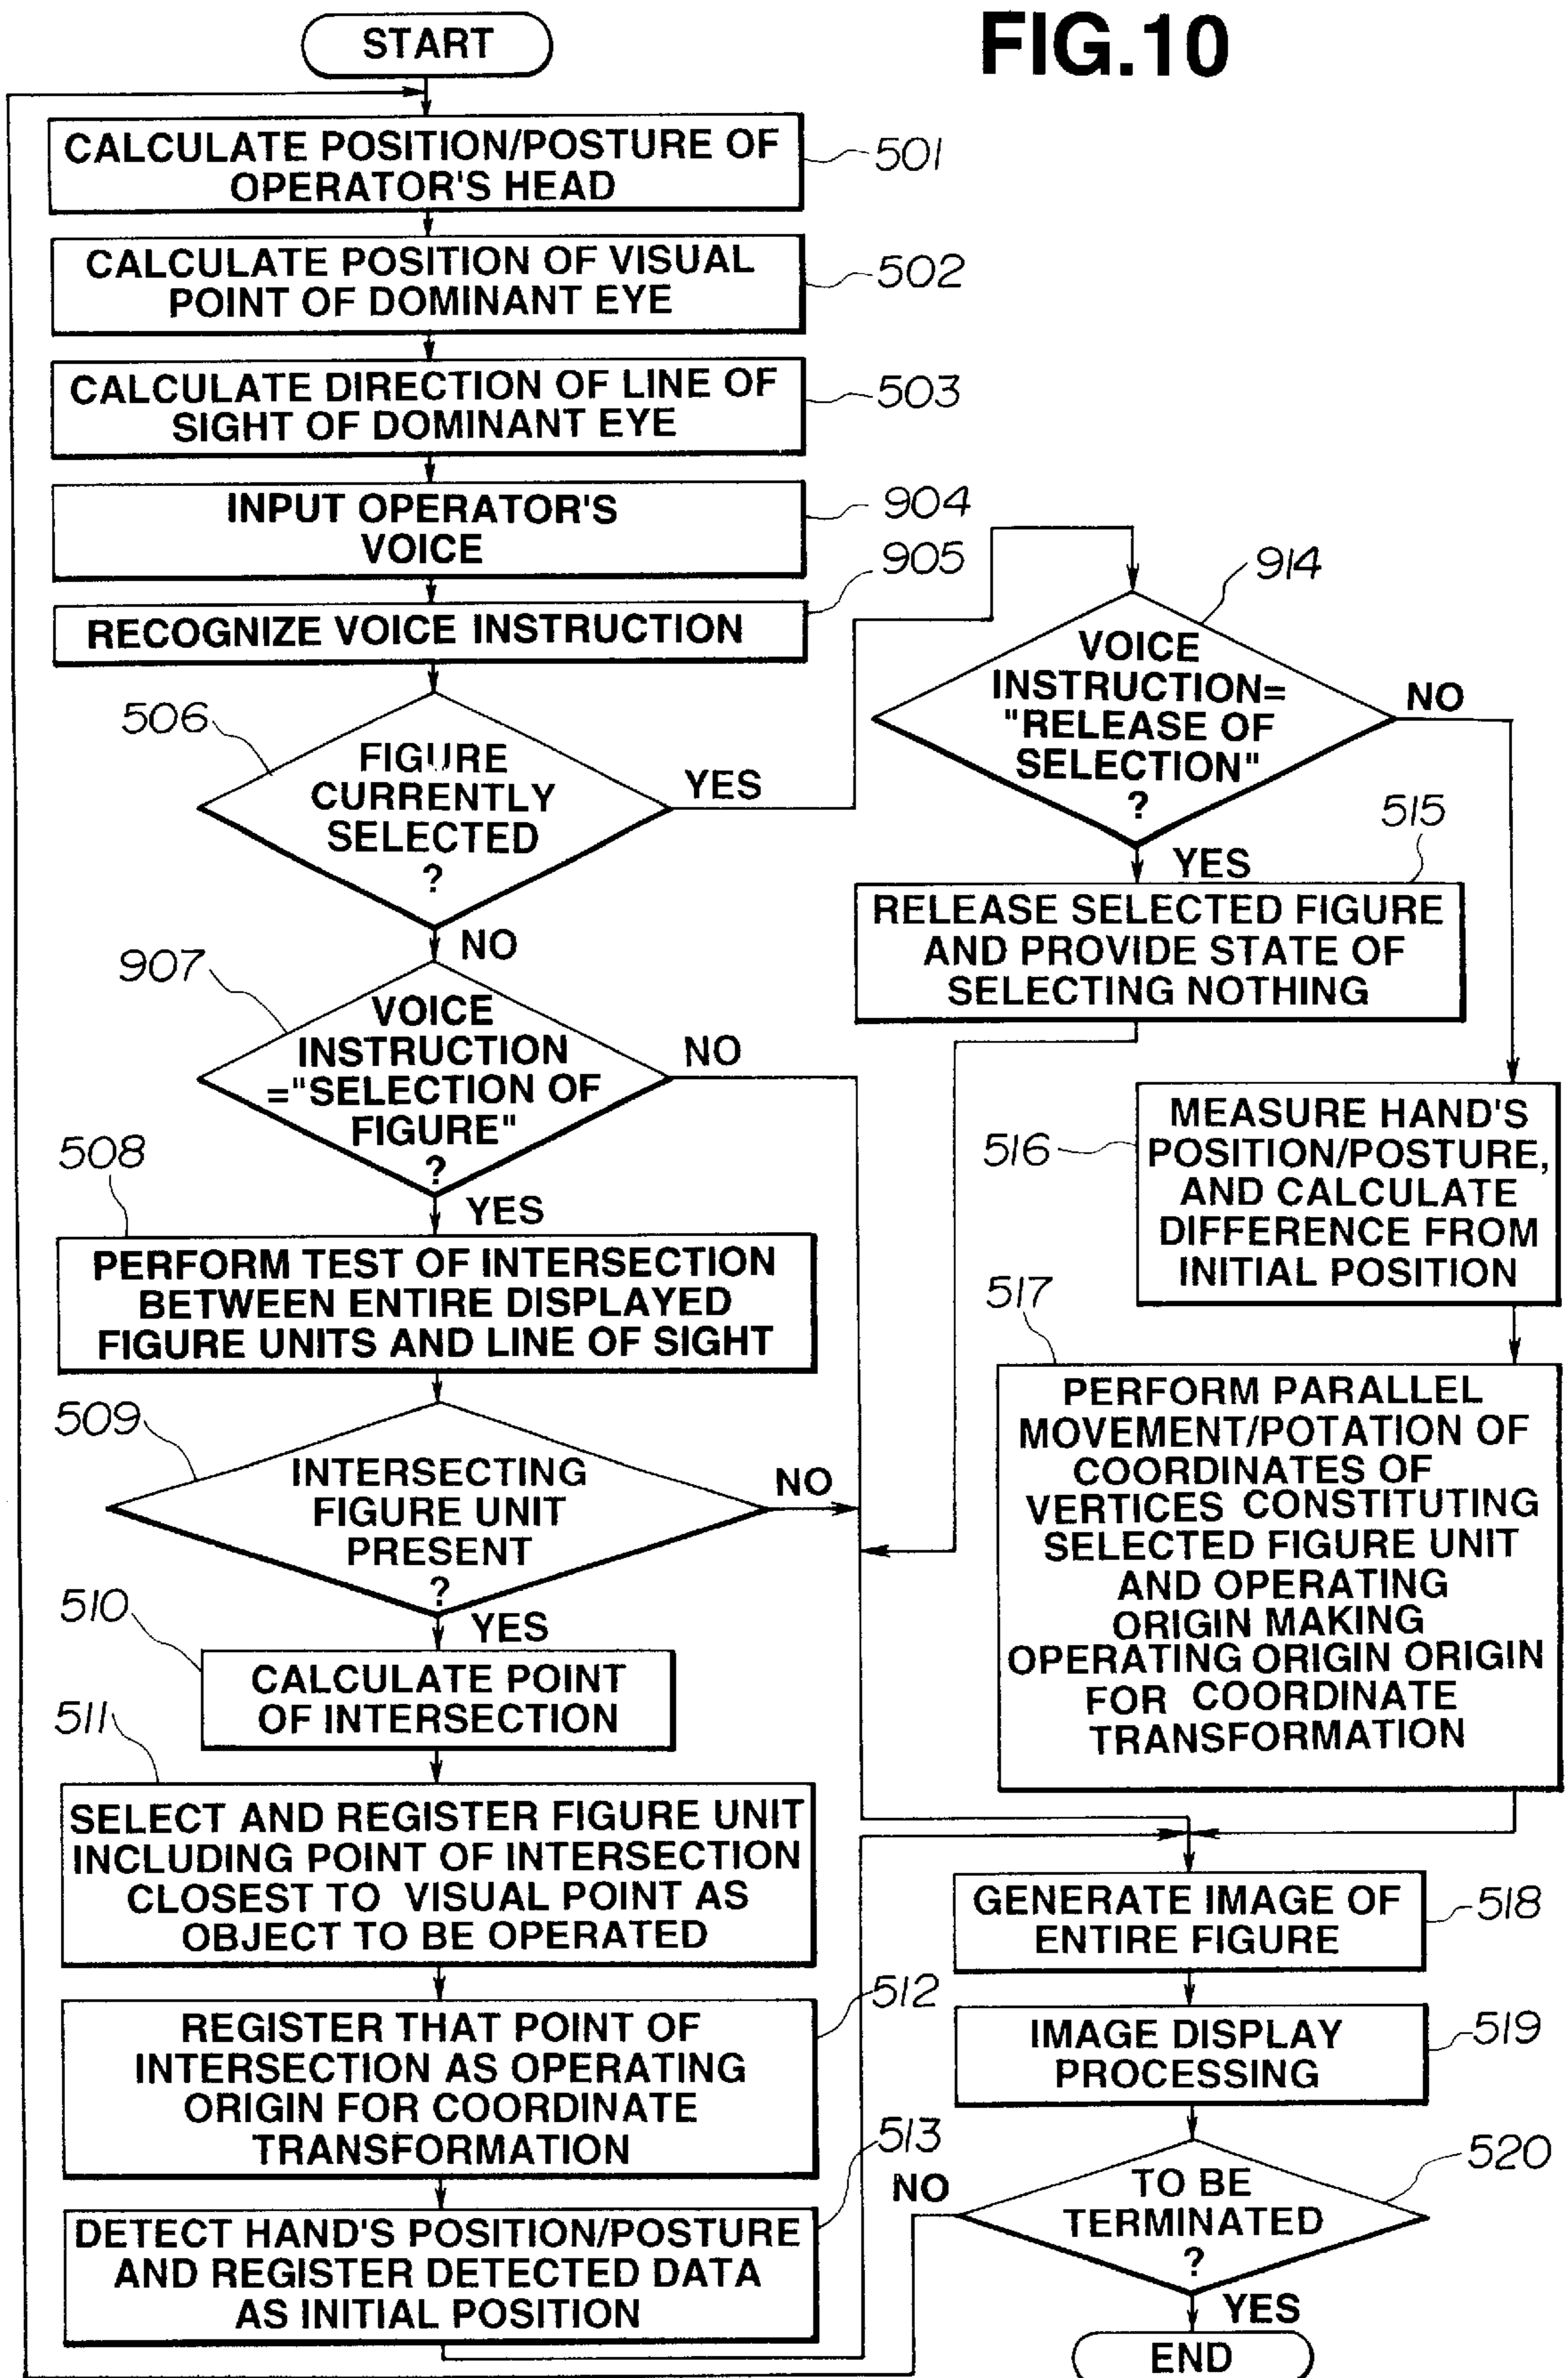 FIG.10
START
CALCULATE POSITION/POSTURE OF
OPERATOR'S HEAD
501
CALCULATE POSITION OF VISUAL
POINT OF DOMINANT EYE
502
CALCULATE DIRECTION OF LINE OF
SIGHT OF DOMINANT EYE
503
INPUT OPERATOR'S
VOICE
904
RECOGNIZE VOICE INSTRUCTION
905
506
FIGURE
CURRENTLY
SELECTED
?
YES
NO
907
VOICE
INSTRUCTION
="SELECTION OF
FIGURE"
?
NO
YES
508
PERFORM TEST OF INTERSECTION
BETWEEN ENTIRE DISPLAYED
FIGURE UNITS AND LINE OF SIGHT
509
INTERSECTING
FIGURE UNIT
PRESENT
?
NO
YES
510
CALCULATE POINT
OF INTERSECTION
511
SELECT AND REGISTER FIGURE UNIT
INCLUDING POINT OF INTERSECTION
CLOSEST TO VISUAL POINT AS
OBJECT TO BE OPERATED
512
REGISTER THAT POINT OF
INTERSECTION AS OPERATING
ORIGIN FOR COORDINATE
TRANSFORMATION
513
DETECT HAND'S POSITION/POSTURE
AND REGISTER DETECTED DATA
AS INITIAL POSITION
914
VOICE
INSTRUCTION=
"RELEASE OF
SELECTION"
?
NO
YES
515
RELEASE SELECTED FIGURE
AND PROVIDE STATE OF
SELECTING NOTHING
516
MEASURE HAND'S
POSITION/POSTURE,
AND CALCULATE
DIFFERENCE FROM
INITIAL POSITION
517
PERFORM PARALLEL
MOVEMENT/POTATION OF
COORDINATES OF
VERTICES CONSTITUTING
SELECTED FIGURE UNIT
AND OPERATING
ORIGIN MAKING
OPERATING ORIGIN ORIGIN
FOR COORDINATE
TRANSFORMATION
GENERATE IMAGE OF
ENTIRE FIGURE
518
IMAGE DISPLAY
PROCESSING
519
520
TO BE
TERMINATED
?
NO
YES
END